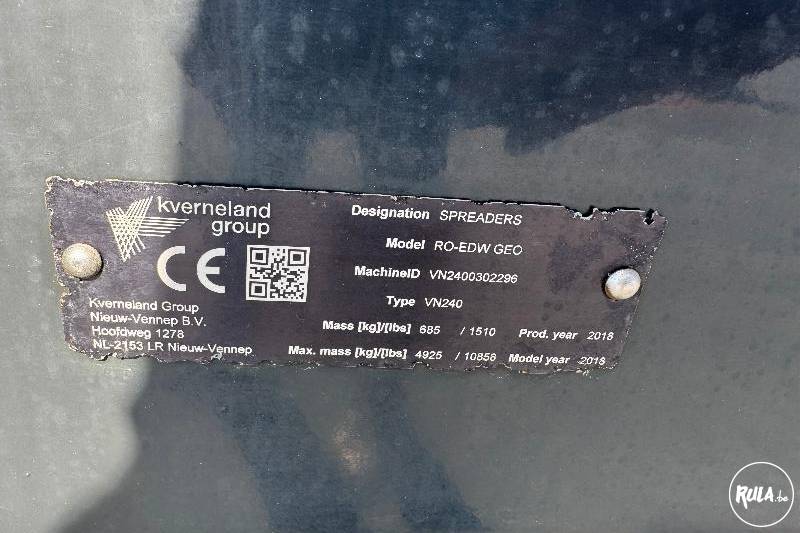 kverneland
group
CE
Kverneland Group
Nieuw-Vennep B.V.
Hoofdweg 1278
NL-2153 LR Nieuw-Vennep
Designation SPREADERS
Model RO-EDW GEO
MachineID VN2400302296
Type VN240
Mass [kg]/[lbs] 685 / 1510 Prod. year 2018
Max. mass [kg]/[lbs] 4925 / 10858 Model year 2018
RULA.be